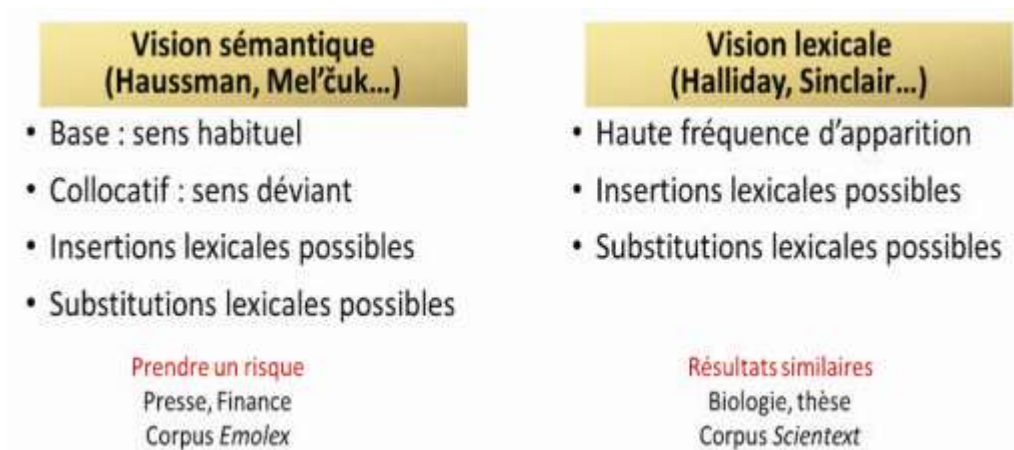 Vision sémantique
(Haussman, Mel’čuk…)
• Base : sens habituel
• Collocatif : sens déviant
• Insertions lexicales possibles
• Substitutions lexicales possibles
Prendre un risque
Presse, Finance
Corpus Emolex
Vision lexicale
(Halliday, Sinclair…)
• Haute fréquence d’apparition
• Insertions lexicales possibles
• Substitutions lexicales possibles
Résultats similaires
Biologie, thèse
Corpus Scientext